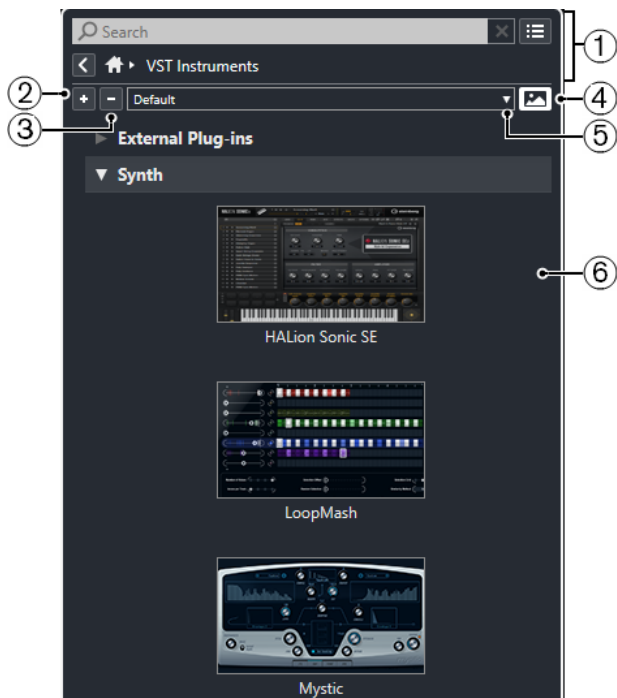 Search
VST Instruments
1
2
+ - Default
4
3
5
External Plug-ins
Synth
6
HALion Sonic SE
LoopMash
Mystic